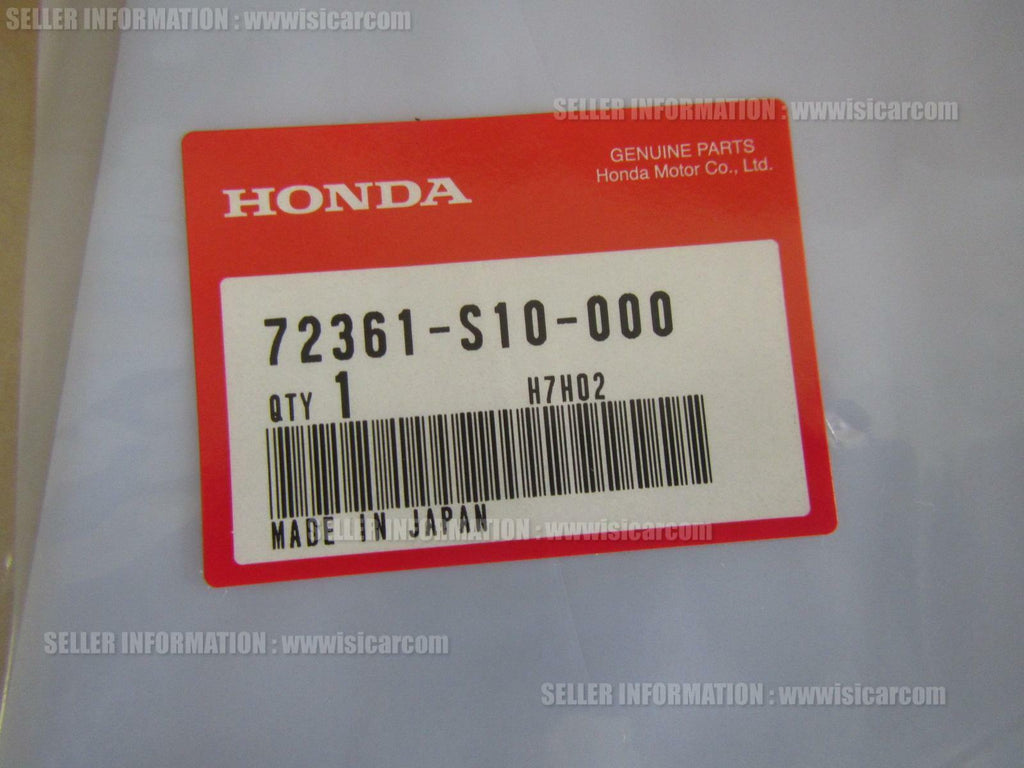 SELLER INFORMATION : wwwisicarcom
SELLER INFORMATION : wwwisicarcom
GENUINE PARTS
Honda Motor Co., Ltd.
HONDA
72361-S10-000
QTY 1 H7H02
MADE IN JAPAN
SELLER INFORMATION : wwwisicarcom
SELLER INFORMATION : wwwisicarcom
SELLER INFORMATION : wwwisicarcom